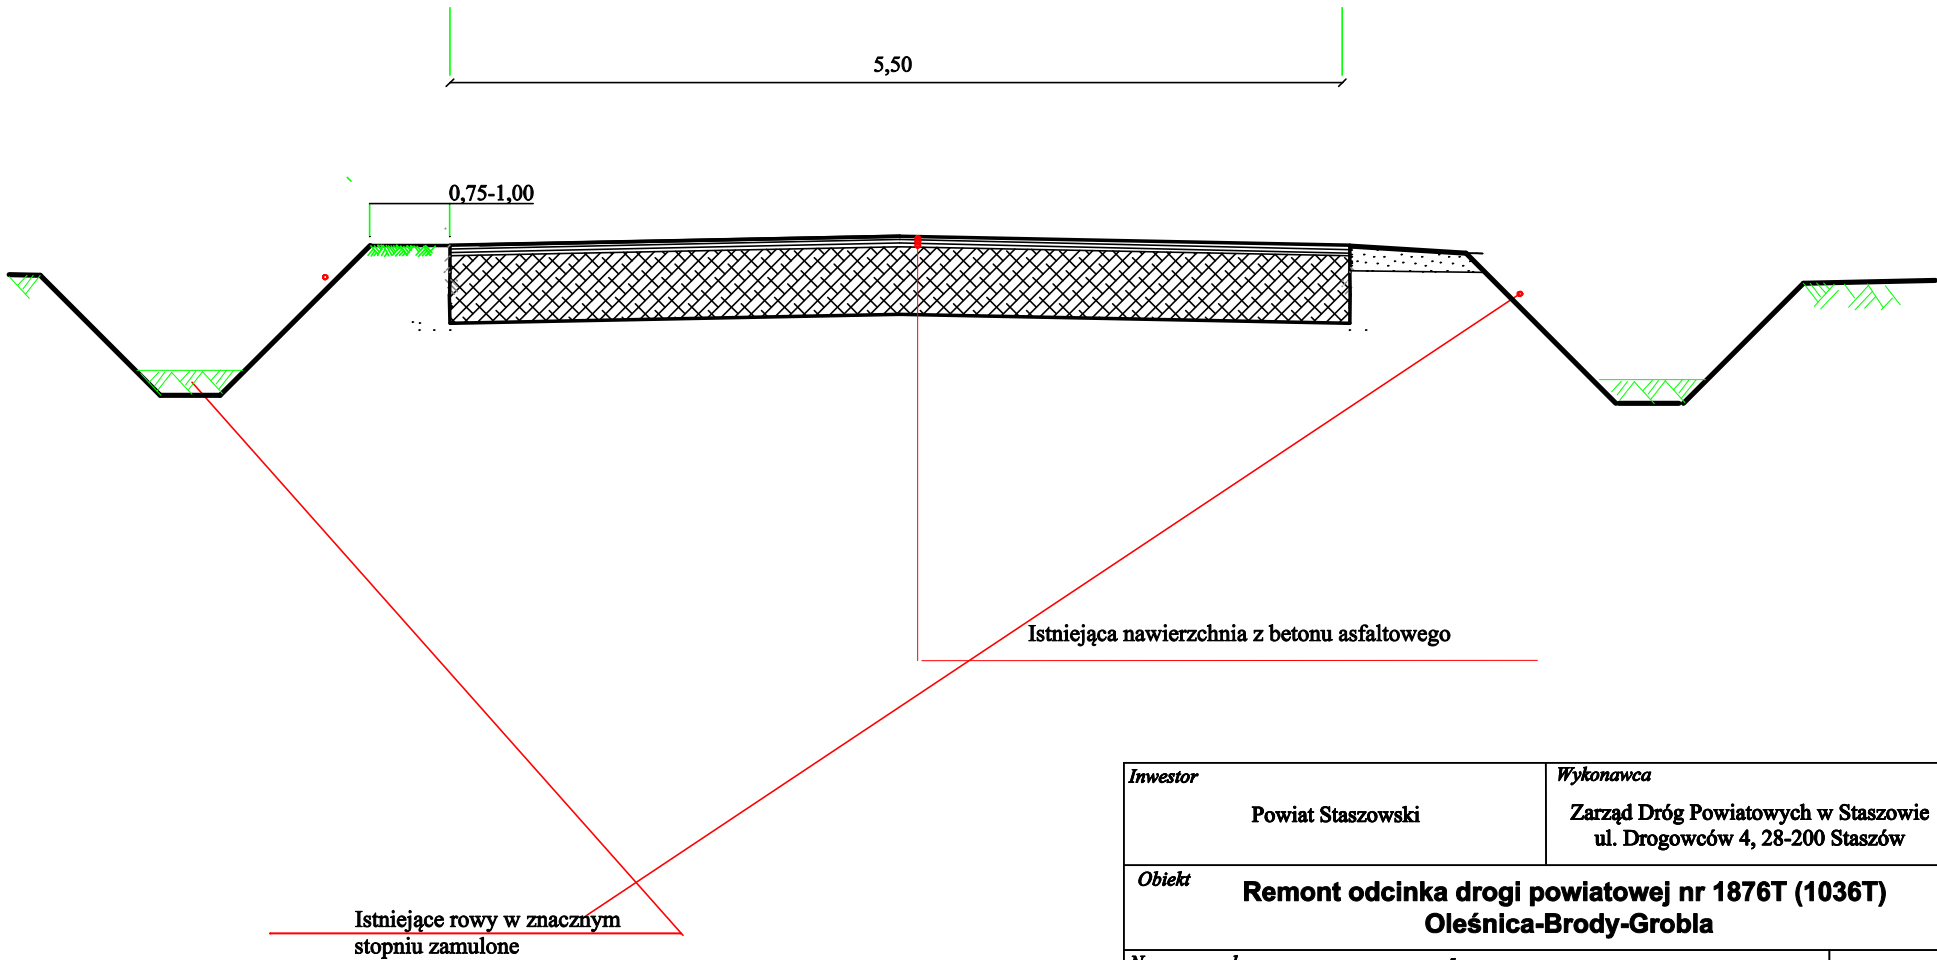 5,50
0,75-1,00
Istniejąca nawierzchnia z betonu asfaltowego
Istniejące rowy w znacznym
stopniu zamulone
Inwestor
Powiat Staszowski
Wykonawca
Zarząd Dróg Powiatowych w Staszowie
ul. Drogowców 4, 28-200 Staszów
Obiekt
Remont odcinka drogi powiatowej nr 1876T (1036T)
Oleśnica-Brody-Grobla